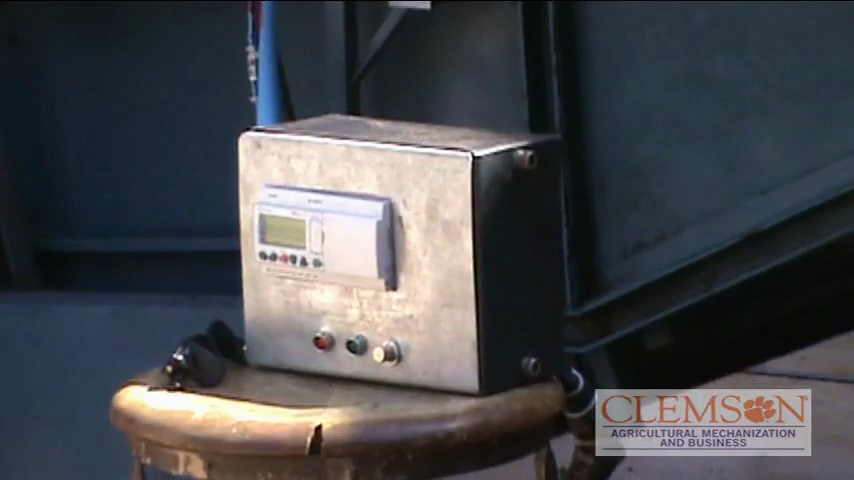 CLEMSON
AGRICULTURAL MECHANIZATION
AND BUSINESS